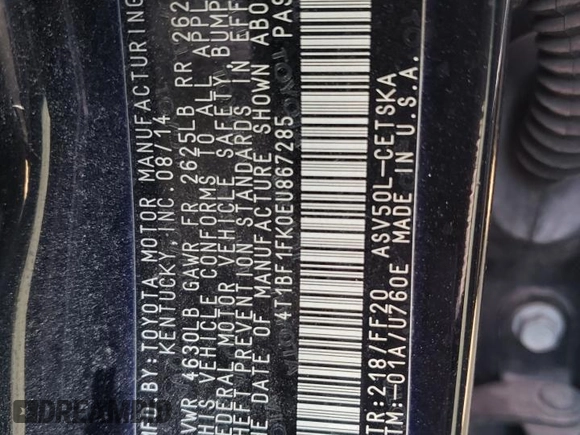 MFD BY: TOYOTA MOTOR MANUFACTURING
KENTUCKY, INC. 08/14
GVWR 4630LB GAWR FR 2625LB RR 262
THIS VEHICLE CONFORMS TO ALL APPL
FEDERAL MOTOR VEHICLE SAFETY, BUMP
THEFT PREVENTION STANDARDS IN EFF
THE DATE OF MANUFACTURE SHOWN ABO
4T1BF1FK0EU867285 PAS
TR:218/FF20 ASV50L-CETSKA
TM:-01A/U760E MADE IN U.S.A.
DREAMBID